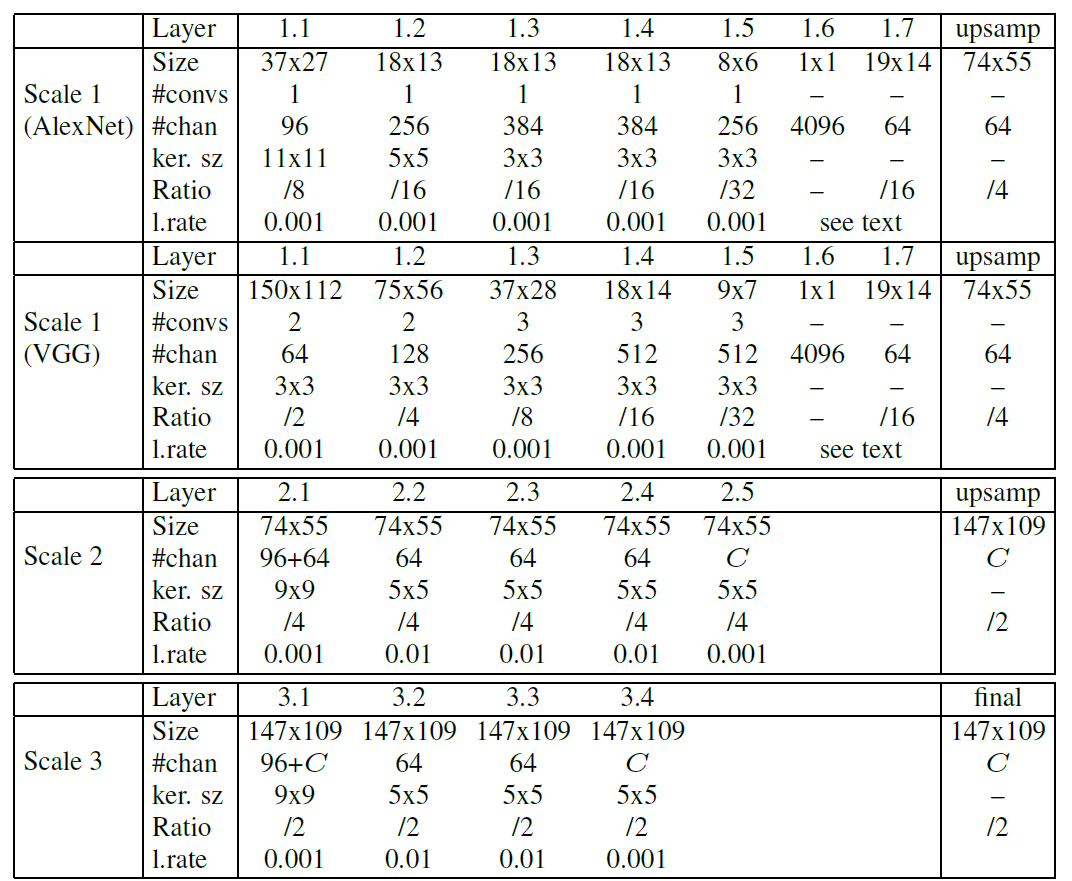 Layer 1.1 1.2 1.3 1.4 1.5 1.6 1.7 upsamp
Size 37x27 18x13 18x13 18x13 8x6 1x1 19x14 74x55
Scale 1 #convs 1 1 1 1 1 – – –
(AlexNet) #chan 96 256 384 384 256 4096 64 64
ker. sz 11x11 5x5 3x3 3x3 3x3 – – –
Ratio /8 /16 /16 /16 /32 – /16 /4
l.rate 0.001 0.001 0.001 0.001 0.001 see text
Layer 1.1 1.2 1.3 1.4 1.5 1.6 1.7 upsamp
Size 150x112 75x56 37x28 18x14 9x7 1x1 19x14 74x55
Scale 1 #convs 2 2 3 3 3 – – –
(VGG) #chan 64 128 256 512 512 4096 64 64
ker. sz 3x3 3x3 3x3 3x3 3x3 – – –
Ratio /2 /4 /8 /16 /32 – /16 /4
l.rate 0.001 0.001 0.001 0.001 0.001 see text
Layer 2.1 2.2 2.3 2.4 2.5 upsamp
Size 74x55 74x55 74x55 74x55 74x55 147x109
Scale 2 #chan 96+64 64 64 64 C C
ker. sz 9x9 5x5 5x5 5x5 5x5 –
Ratio /4 /4 /4 /4 /4 /2
l.rate 0.001 0.01 0.01 0.01 0.001
Layer 3.1 3.2 3.3 3.4 final
Size 147x109 147x109 147x109 147x109 147x109
Scale 3 #chan 96+C 64 64 C C
ker. sz 9x9 5x5 5x5 5x5 –
Ratio /2 /2 /2 /2 /2
l.rate 0.001 0.01 0.01 0.001